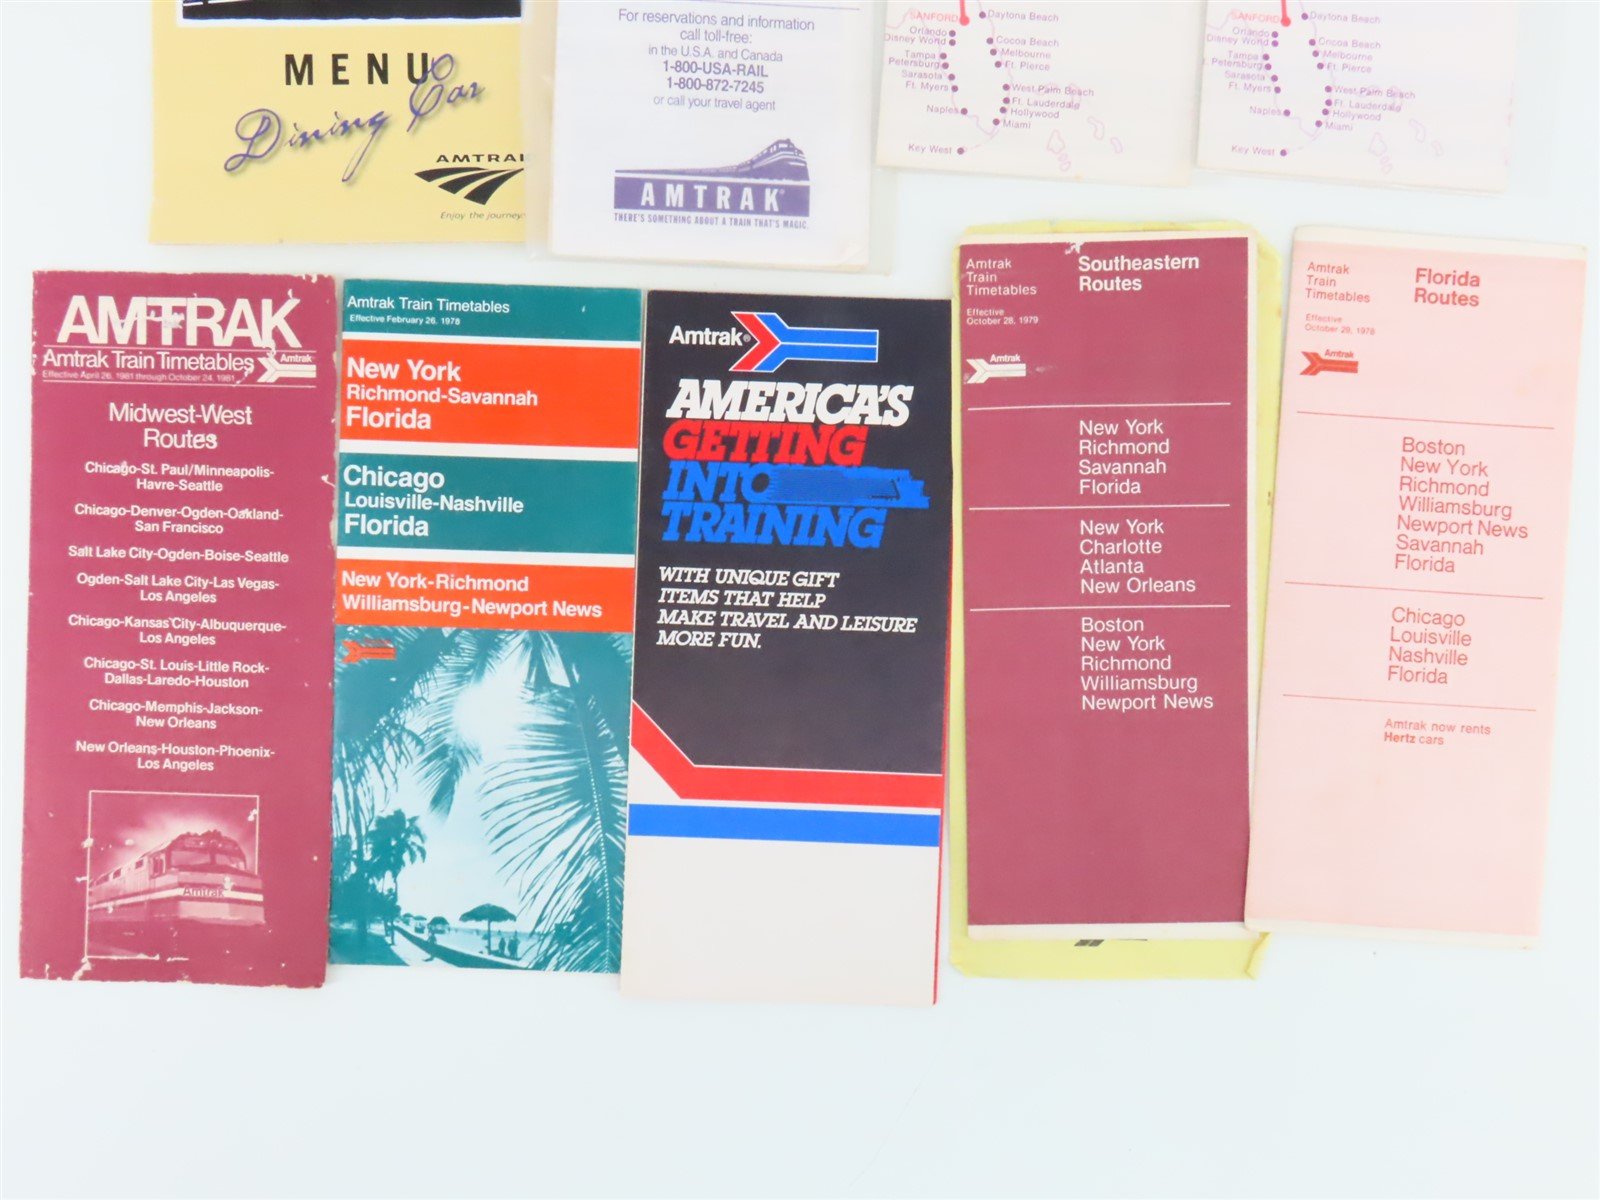 MENU
Dining Car
AMTRAK
Enjoy the journey.
For reservations and information
call toll-free:
in the U.S.A. and Canada
1-800-USA-RAIL
1-800-872-7245
or call your travel agent
AMTRAK®
THERE'S SOMETHING ABOUT A TRAIN THAT'S MAGIC.
SANFORD
Daytona Beach
Orlando
Disney World
Cocoa Beach
Melbourne
Tampa
Petersburg
Ft. Pierce
Sarasota
Ft. Myers
West Palm Beach
Ft. Lauderdale
Naples
Hollywood
Miami
Key West
SANFORD
Daytona Beach
Orlando
Disney World
Cocoa Beach
Melbourne
Tampa
. Petersburg
Ft. Pierce
Sarasota
Ft. Myers
West Palm Beach
Ft. Lauderdale
Naples
Hollywood
Miami
Key West
AMTRAK
Amtrak Train Timetables
Effective April 26, 1981 through October 24, 1981
Amtrak
Midwest-West
Routes
Chicago-St. Paul/Minneapolis-
Havre-Seattle
Chicago-Denver-Ogden-Oakland-
San Francisco
Salt Lake City-Ogden-Boise-Seattle
Ogden-Salt Lake City-Las Vegas-
Los Angeles
Chicago-Kansas City-Albuquerque-
Los Angeles
Chicago-St. Louis-Little Rock-
Dallas-Laredo-Houston
Chicago-Memphis-Jackson-
New Orleans
New Orleans-Houston-Phoenix-
Los Angeles
Amtrak
Amtrak Train Timetables
Effective February 26, 1978
New York
Richmond-Savannah
Florida
Chicago
Louisville-Nashville
Florida
New York-Richmond
Williamsburg-Newport News
Amtrak
Amtrak®
AMERICA'S
GETTING
INTO
TRAINING
WITH UNIQUE GIFT
ITEMS THAT HELP
MAKE TRAVEL AND LEISURE
MORE FUN.
Amtrak
Train
Timetables
Effective
October 28, 1979
Amtrak
Southeastern
Routes
New York
Richmond
Savannah
Florida
New York
Charlotte
Atlanta
New Orleans
Boston
New York
Richmond
Williamsburg
Newport News
Amtrak
Train
Timetables
Effective
October 29, 1978
Amtrak
Florida
Routes
Boston
New York
Richmond
Williamsburg
Newport News
Savannah
Florida
Chicago
Louisville
Nashville
Florida
Amtrak now rents
Hertz cars